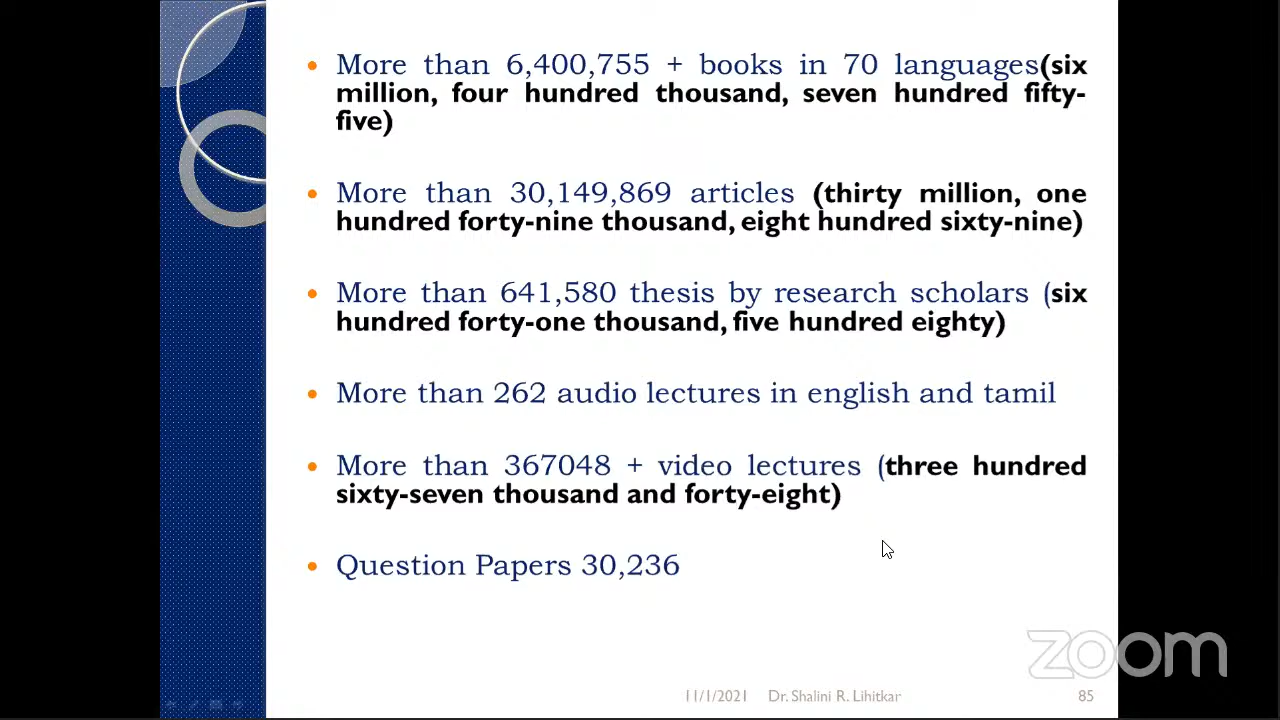 • More than 6,400,755 + books in 70 languages(six
million, four hundred thousand, seven hundred fifty-
five)
• More than 30,149,869 articles (thirty million, one
hundred forty-nine thousand, eight hundred sixty-nine)
• More than 641,580 thesis by research scholars (six
hundred forty-one thousand, five hundred eighty)
• More than 262 audio lectures in english and tamil
• More than 367048 + video lectures (three hundred
sixty-seven thousand and forty-eight)
• Question Papers 30,236
zoom
11/1/2021 Dr. Shalini R. Lihitkar 85